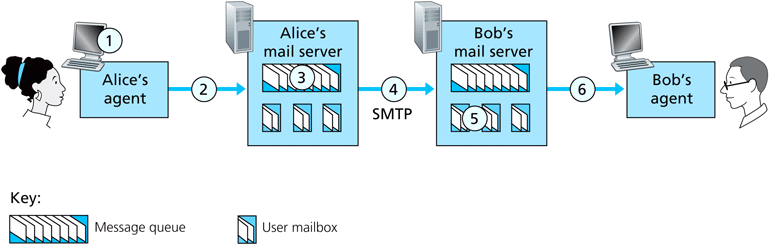 1
Alice's
agent
2
Alice's
mail server
3
4
SMTP
Bob's
mail server
5
6
Bob's
agent
Key:
Message queue
User mailbox